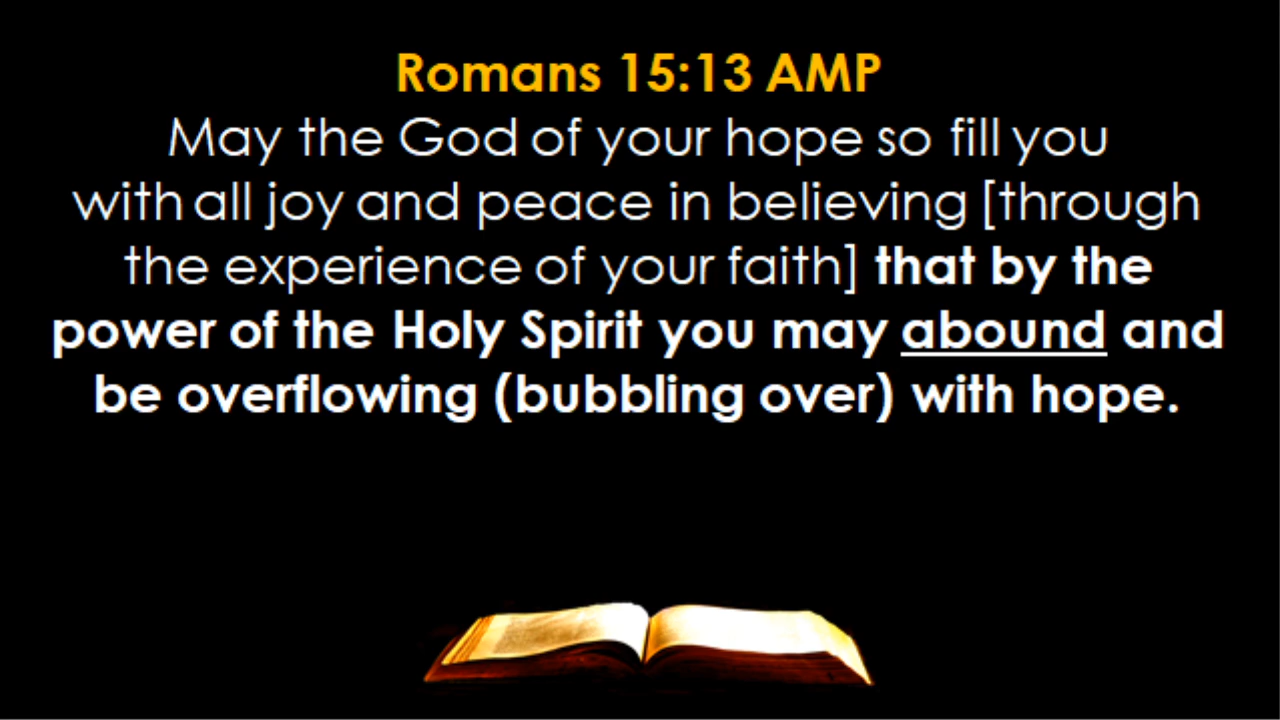 Romans 15:13 AMP
May the God of your hope so fill you
with all joy and peace in believing [through
the experience of your faith] that by the
power of the Holy Spirit you may abound and
be overflowing (bubbling over) with hope.